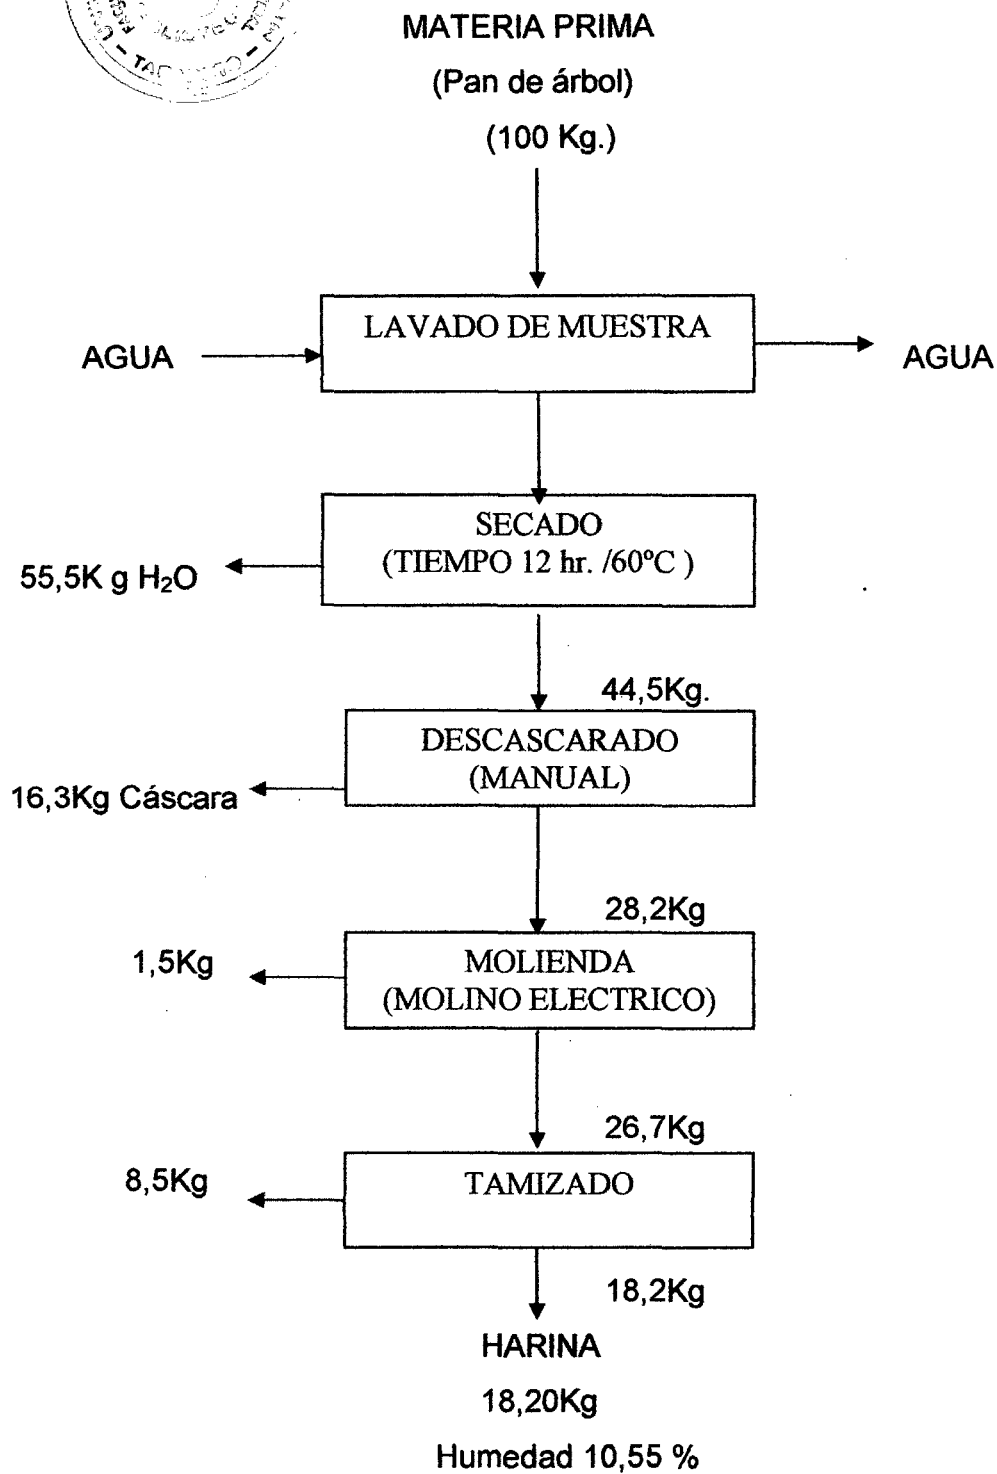 MATERIA PRIMA
(Pan de árbol)
(100 Kg.)
LAVADO DE MUESTRA
AGUA
AGUA
SECADO
(TIEMPO 12 hr. /60ºC )
55,5K g H₂O
44,5Kg.
DESCASCARADO
(MANUAL)
16,3Kg Cáscara
28,2Kg
MOLIENDA
(MOLINO ELECTRICO)
1,5Kg
26,7Kg
TAMIZADO
8,5Kg
18,2Kg
HARINA
18,20Kg
Humedad 10,55 %